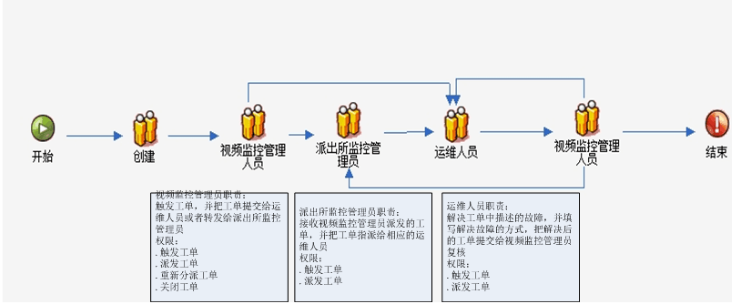 开始
创建
视频监控管理
人员
派出所监控管
理员
运维人员
视频监控管理
人员
结束
视频监控管理员职责：
触发工单，并把工单提交给运
维人员或者转发给派出所监控
管理员
权限：
.触发工单
.派发工单
.重新分派工单
.关闭工单
派出所监控管理员职责：
接收视频监控管理员派发的工
单，并把工单指派给相应的运
维人员
权限：
.触发工单
.派发工单
运维人员职责：
解决工单中描述的故障，并填
写解决故障的方式，把解决后
的工单提交给视频监控管理员
复核
权限：
.触发工单
.派发工单